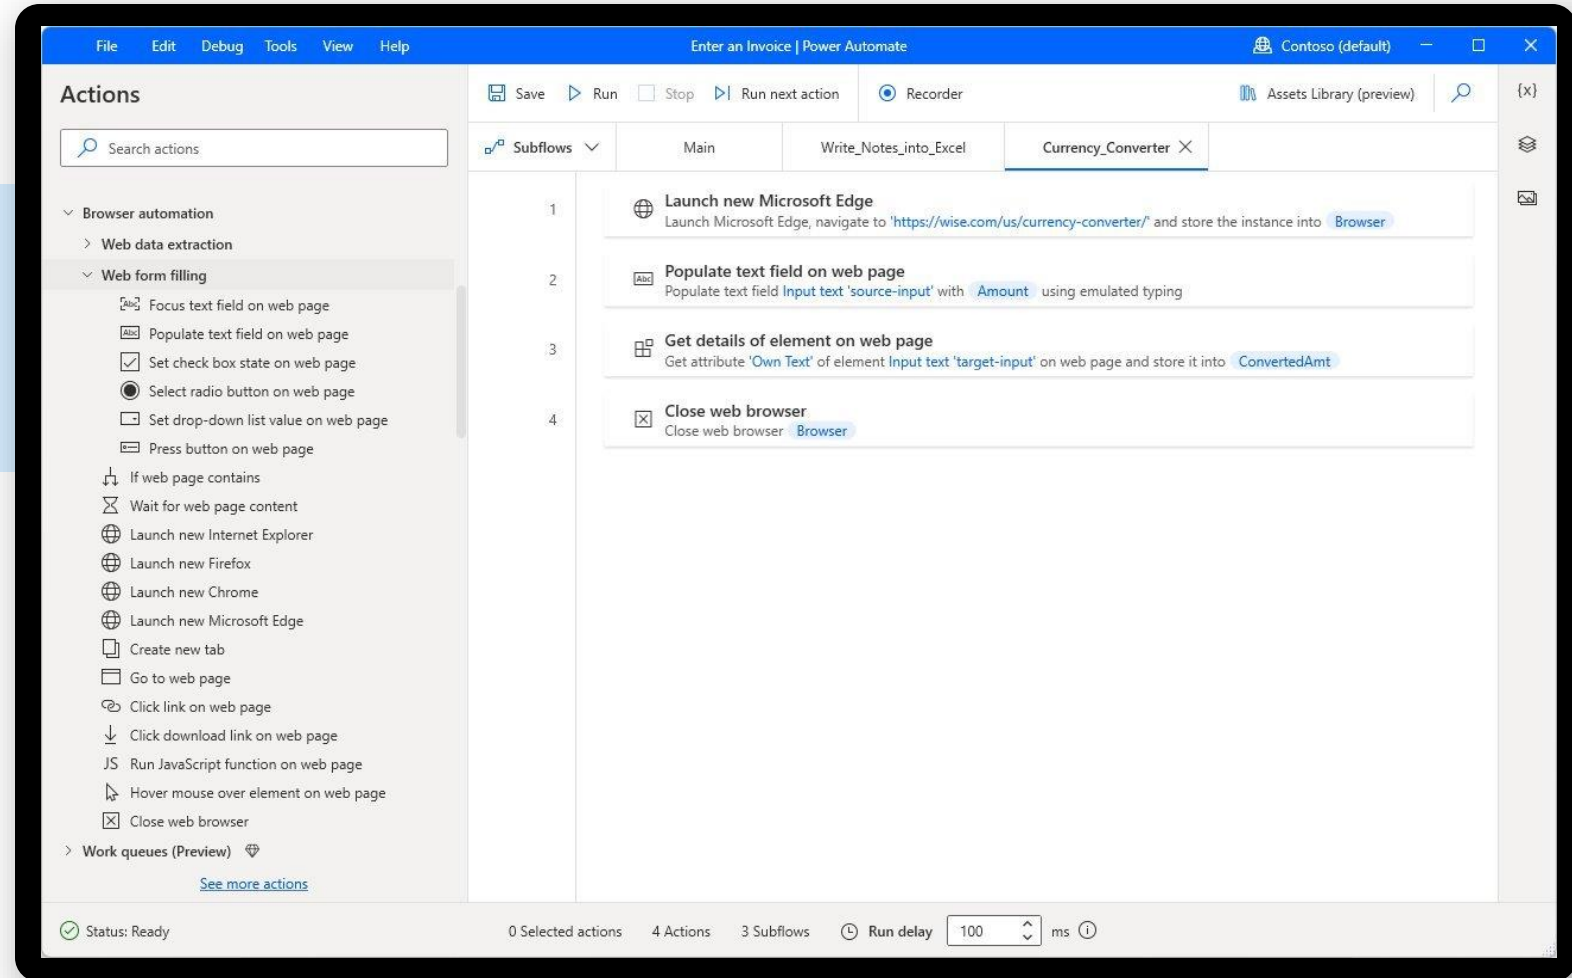 File Edit Debug Tools View Help Enter an Invoice | Power Automate Contoso (default)
Actions
Search actions
Browser automation
Web data extraction
Web form filling
Abc Focus text field on web page
Abc Populate text field on web page
Set check box state on web page
Select radio button on web page
Set drop-down list value on web page
Press button on web page
If web page contains
Wait for web page content
Launch new Internet Explorer
Launch new Firefox
Launch new Chrome
Launch new Microsoft Edge
Create new tab
Go to web page
Click link on web page
Click download link on web page
JS Run JavaScript function on web page
Hover mouse over element on web page
Close web browser
Work queues (Preview)
See more actions
Save Run Stop Run next action Recorder Assets Library (preview) {x}
Subflows Main Write_Notes_into_Excel Currency_Converter
1 Launch new Microsoft Edge
Launch Microsoft Edge, navigate to 'https://wise.com/us/currency-converter/' and store the instance into Browser
2 Abc Populate text field on web page
Populate text field Input text 'source-input' with Amount using emulated typing
3 Get details of element on web page
Get attribute 'Own Text' of element Input text 'target-input' on web page and store it into ConvertedAmt
4 Close web browser
Close web browser Browser
Status: Ready 0 Selected actions 4 Actions 3 Subflows Run delay 100 ms